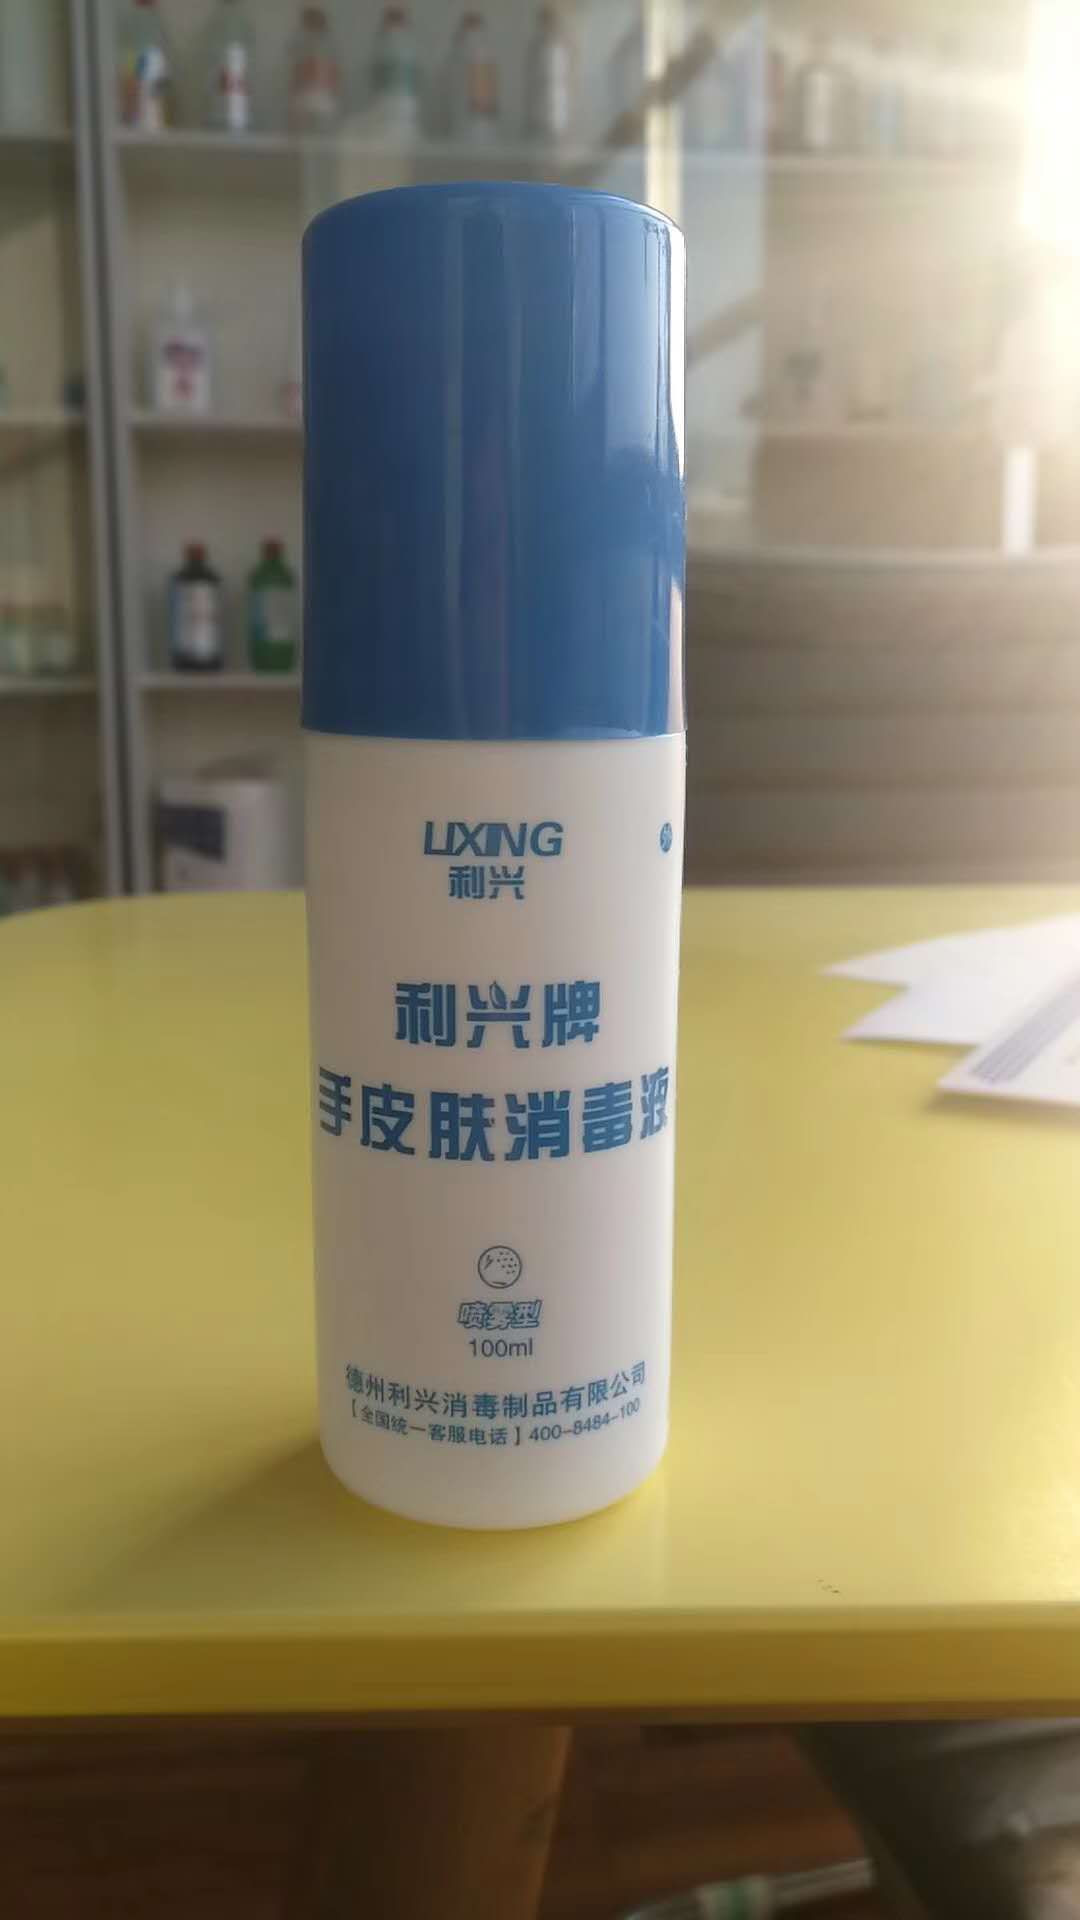 LIXING
利兴
利兴牌
手皮肤消毒液
喷雾型
100ml
德州利兴消毒制品有限公司
【全国统一客服电话】400-8484-100